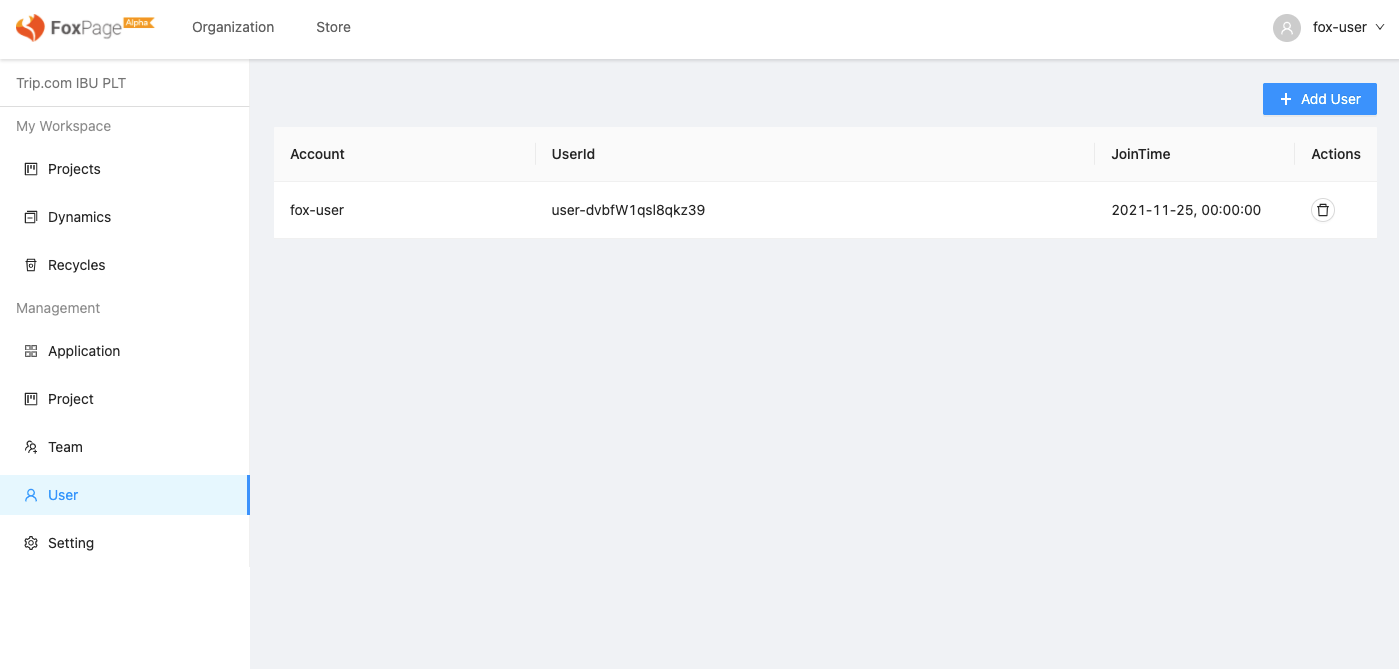 FoxPage Alpha Organization Store fox-user
Trip.com IBU PLT
My Workspace
Projects
Dynamics
Recycles
Management
Application
Project
Team
User
Setting
+ Add User
Account UserId JoinTime Actions
fox-user user-dvbfW1qsl8qkz39 2021-11-25, 00:00:00